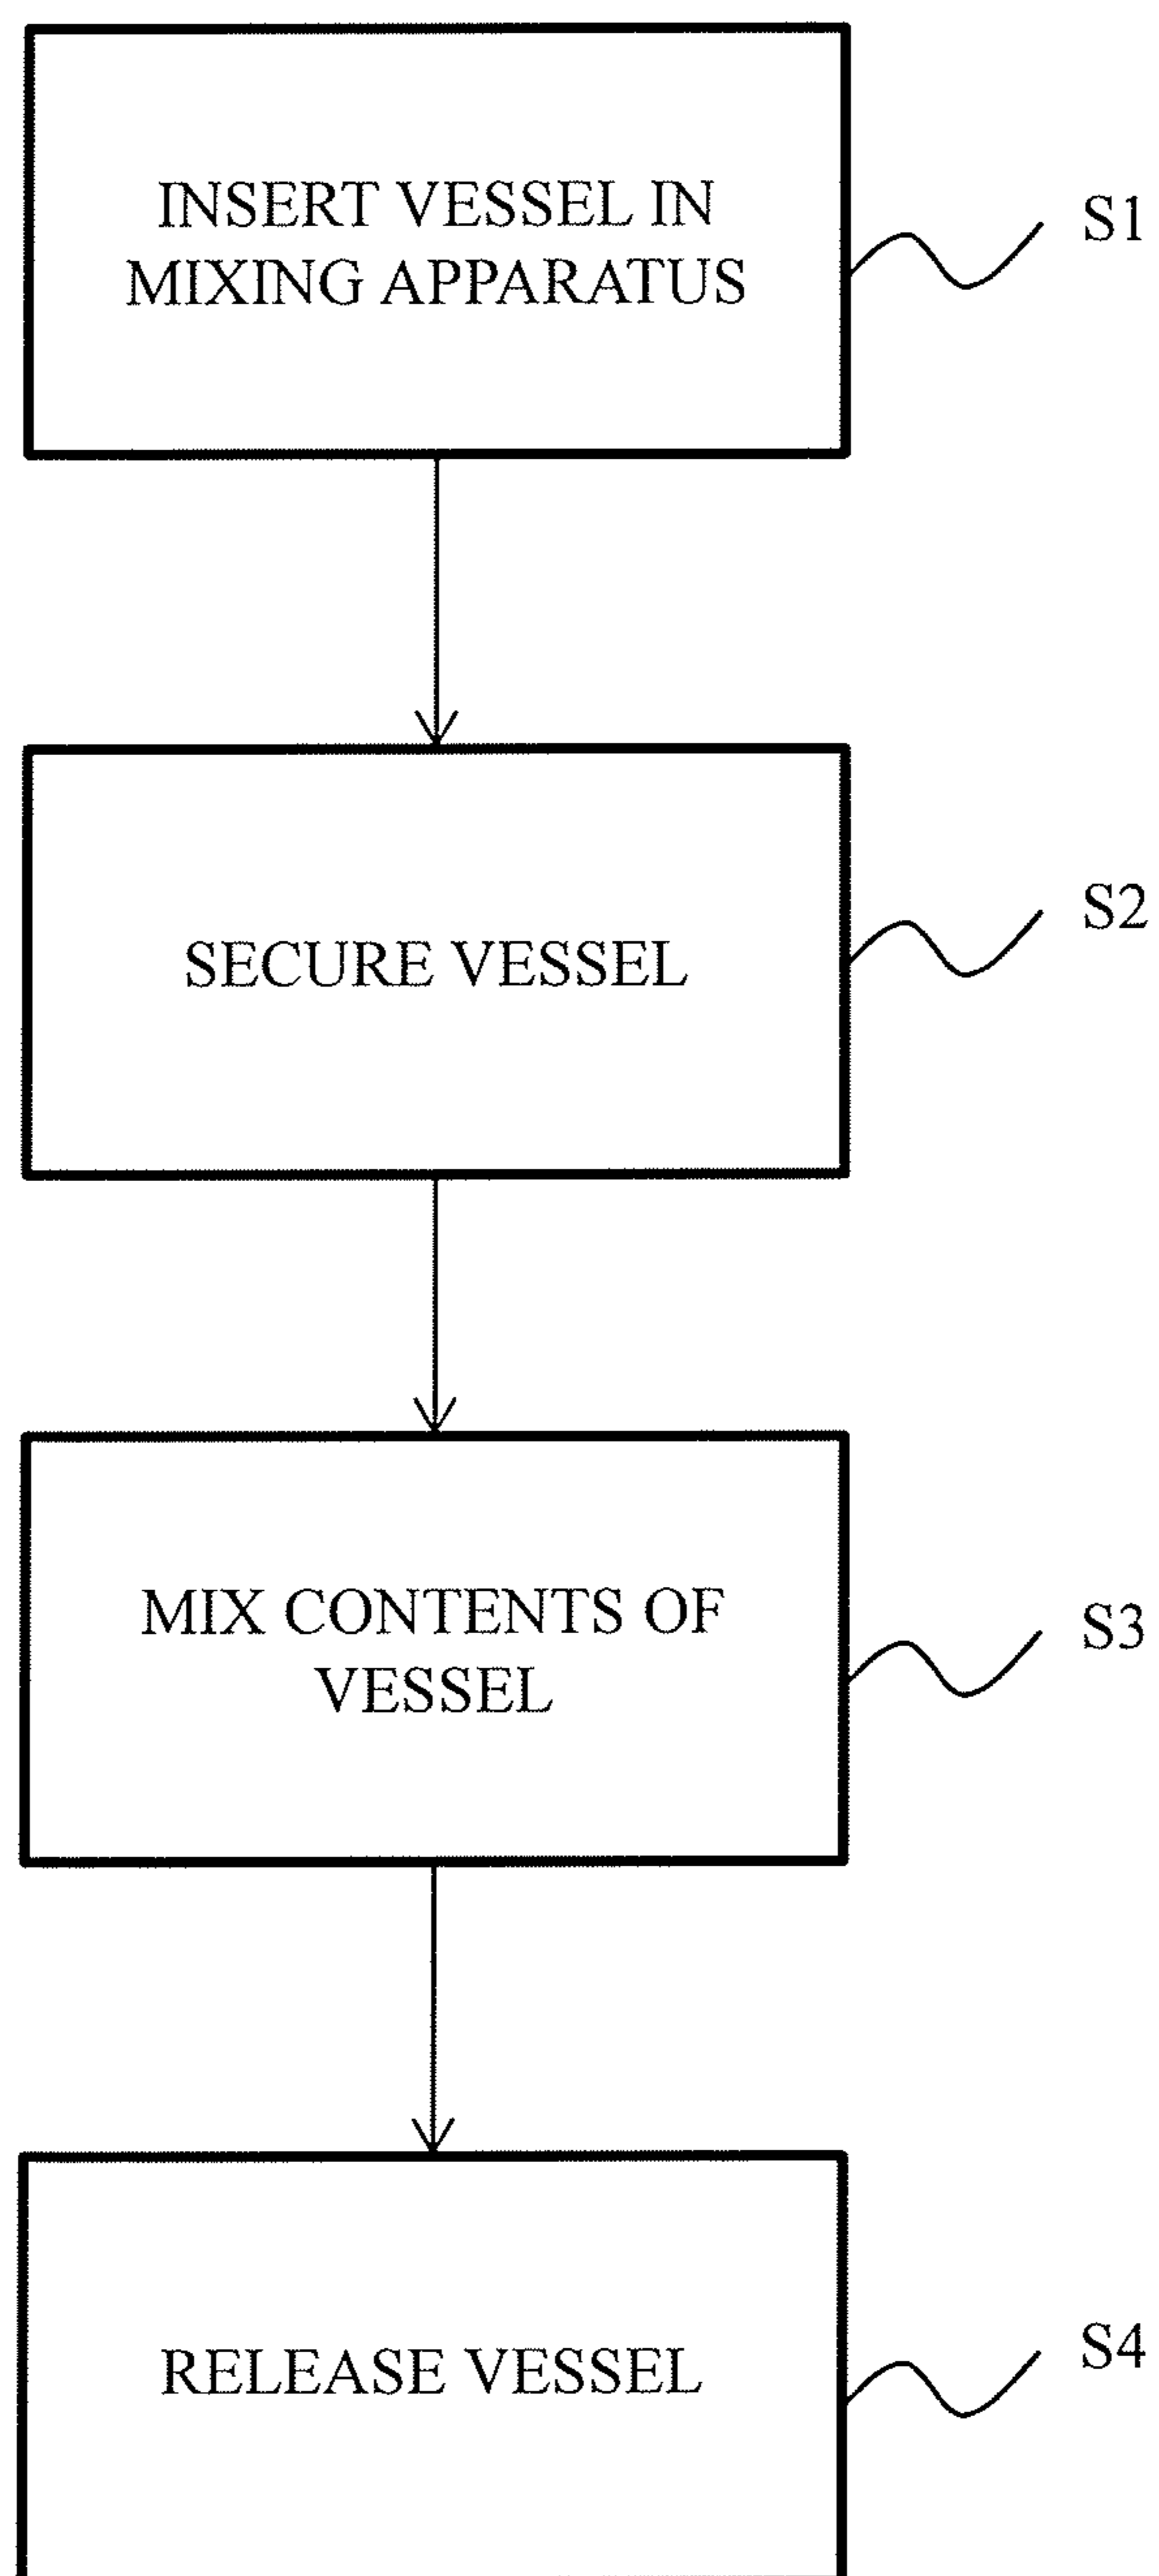 INSERT VESSEL IN
MIXING APPARATUS
S1
SECURE VESSEL
S2
MIX CONTENTS OF
VESSEL
S3
RELEASE VESSEL
S4